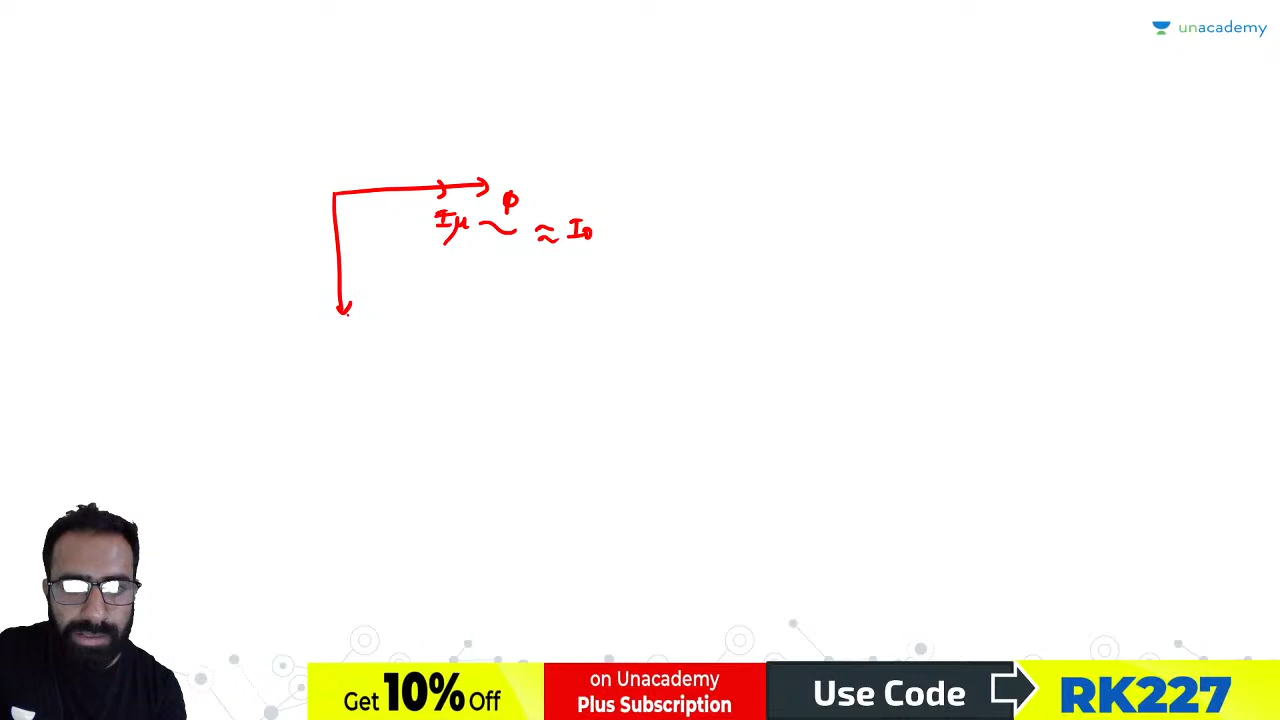 unacademy
φ
Iμ ≈ I0
Get 10% Off
on Unacademy
Plus Subscription
Use Code
RK227